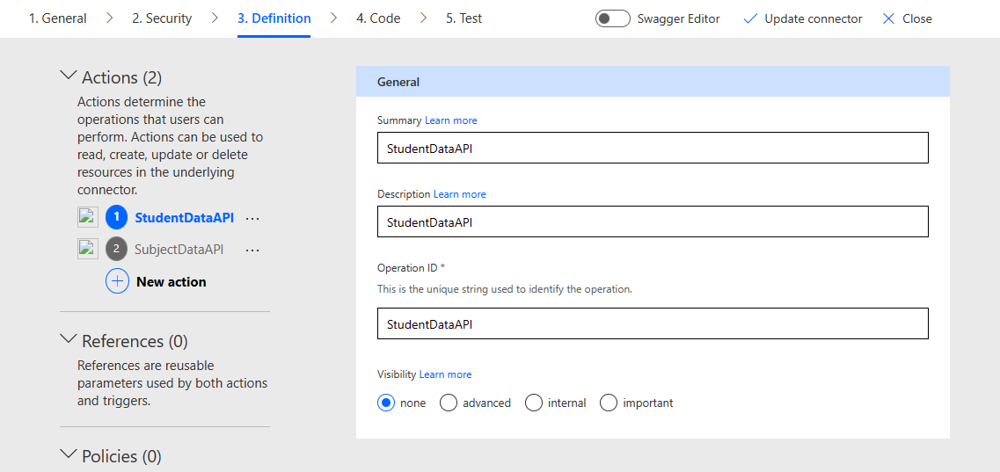 1. General
2. Security
3. Definition
4. Code
5. Test
Swagger Editor
Update connector
Close
Actions (2)
Actions determine the
operations that users can
perform. Actions can be used to
read, create, update or delete
resources in the underlying
connector.
1 StudentDataAPI ...
2 SubjectDataAPI ...
New action
References (0)
References are reusable
parameters used by both actions
and triggers.
Policies (0)
General
Summary Learn more
StudentDataAPI
Description Learn more
StudentDataAPI
Operation ID *
This is the unique string used to identify the operation.
StudentDataAPI
Visibility Learn more
none advanced internal important